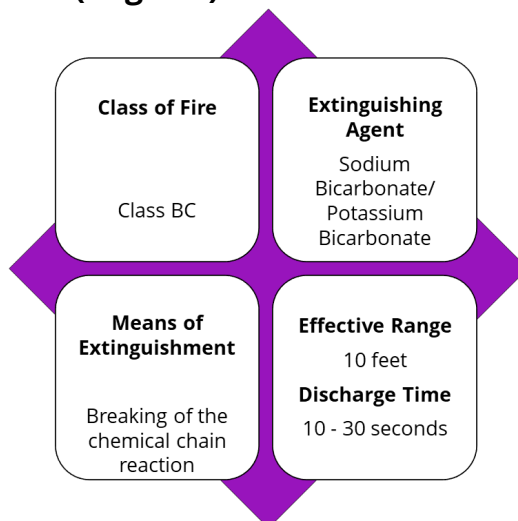 Class of Fire
Class BC
Extinguishing
Agent
Sodium
Bicarbonate/
Potassium
Bicarbonate
Means of
Extinguishment
Breaking of the
chemical chain
reaction
Effective Range
10 feet
Discharge Time
10 - 30 seconds